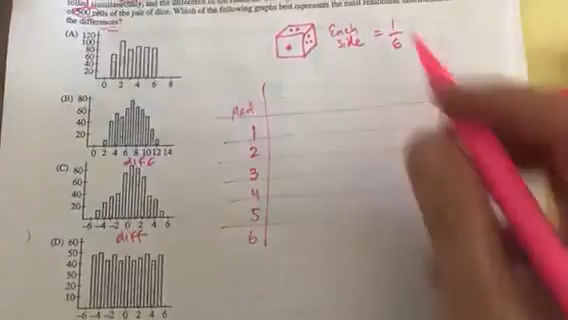 rolled simultaneously, and the difference of the
of 500 rolls of the pair of dice. Which of the following graphs best represents the most reasonable
the differences?
(A) 120
100
80
60
40
20
0 2 4 6 8
(B) 80
60
40
20
0 2 4 6 8 10 12 14
diff
(C) 80
60
40
20
-6 -4 -2 0 2 4 6
diff
(D) 60
50
40
30
20
10
-6 -4 -2 0 2 4 6
Each side = 1/6
Red
1
2
3
4
5
6